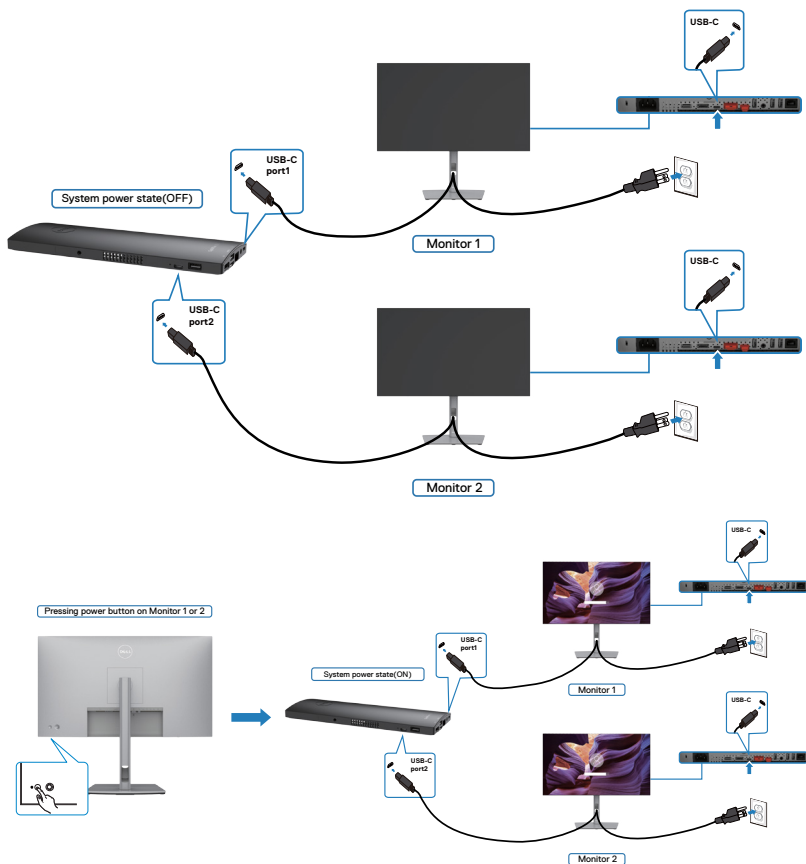 USB-C
USB-C
port1
System power state(OFF)
Monitor 1
USB-C
USB-C
port2
Monitor 2
USB-C
Pressing power button on Monitor 1 or 2
DELL
USB-C
port1
System power state(ON)
Monitor 1
USB-C
USB-C
port2
Monitor 2